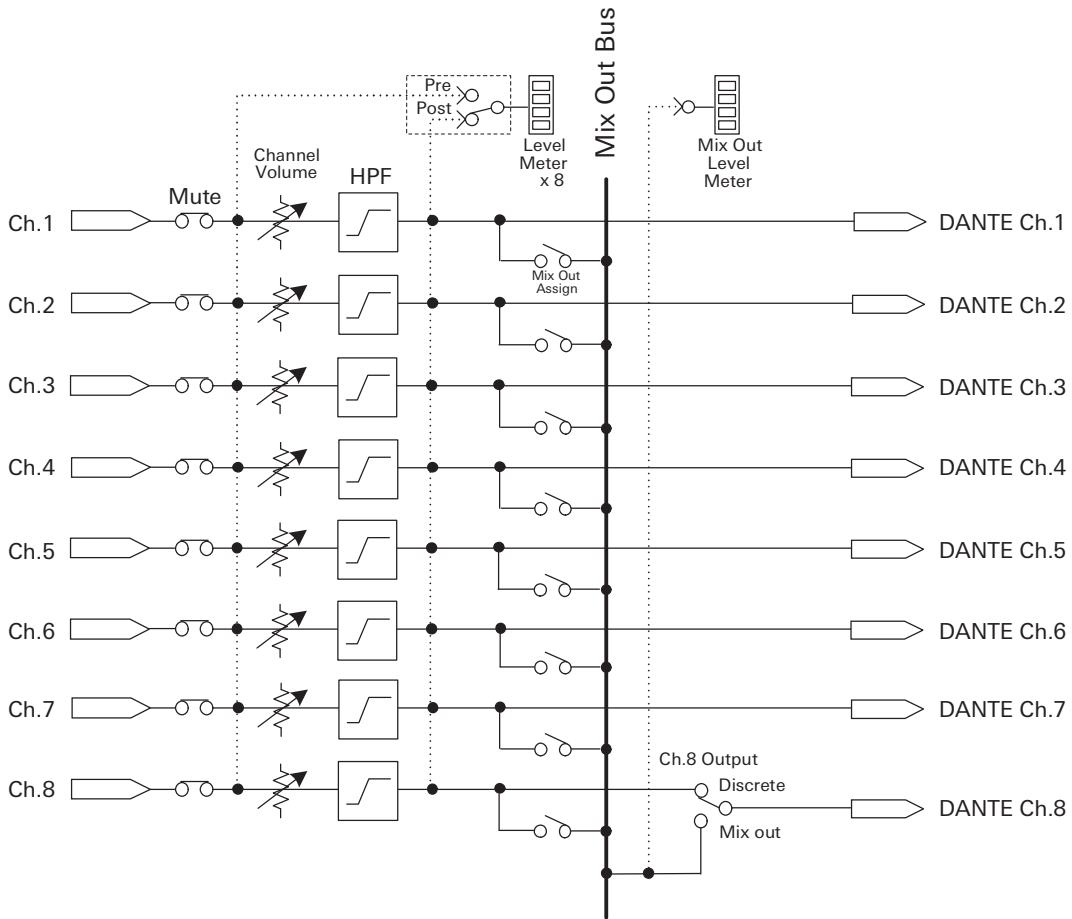 Mix Out Bus
Pre
Post
Level
Meter
x 8
Mix Out
Level
Meter
Channel
Volume
HPF
Mute
Ch.1
DANTE Ch.1
Mix Out
Assign
Ch.2
DANTE Ch.2
Ch.3
DANTE Ch.3
Ch.4
DANTE Ch.4
Ch.5
DANTE Ch.5
Ch.6
DANTE Ch.6
Ch.7
DANTE Ch.7
Ch.8 Output
Discrete
Ch.8
DANTE Ch.8
Mix out